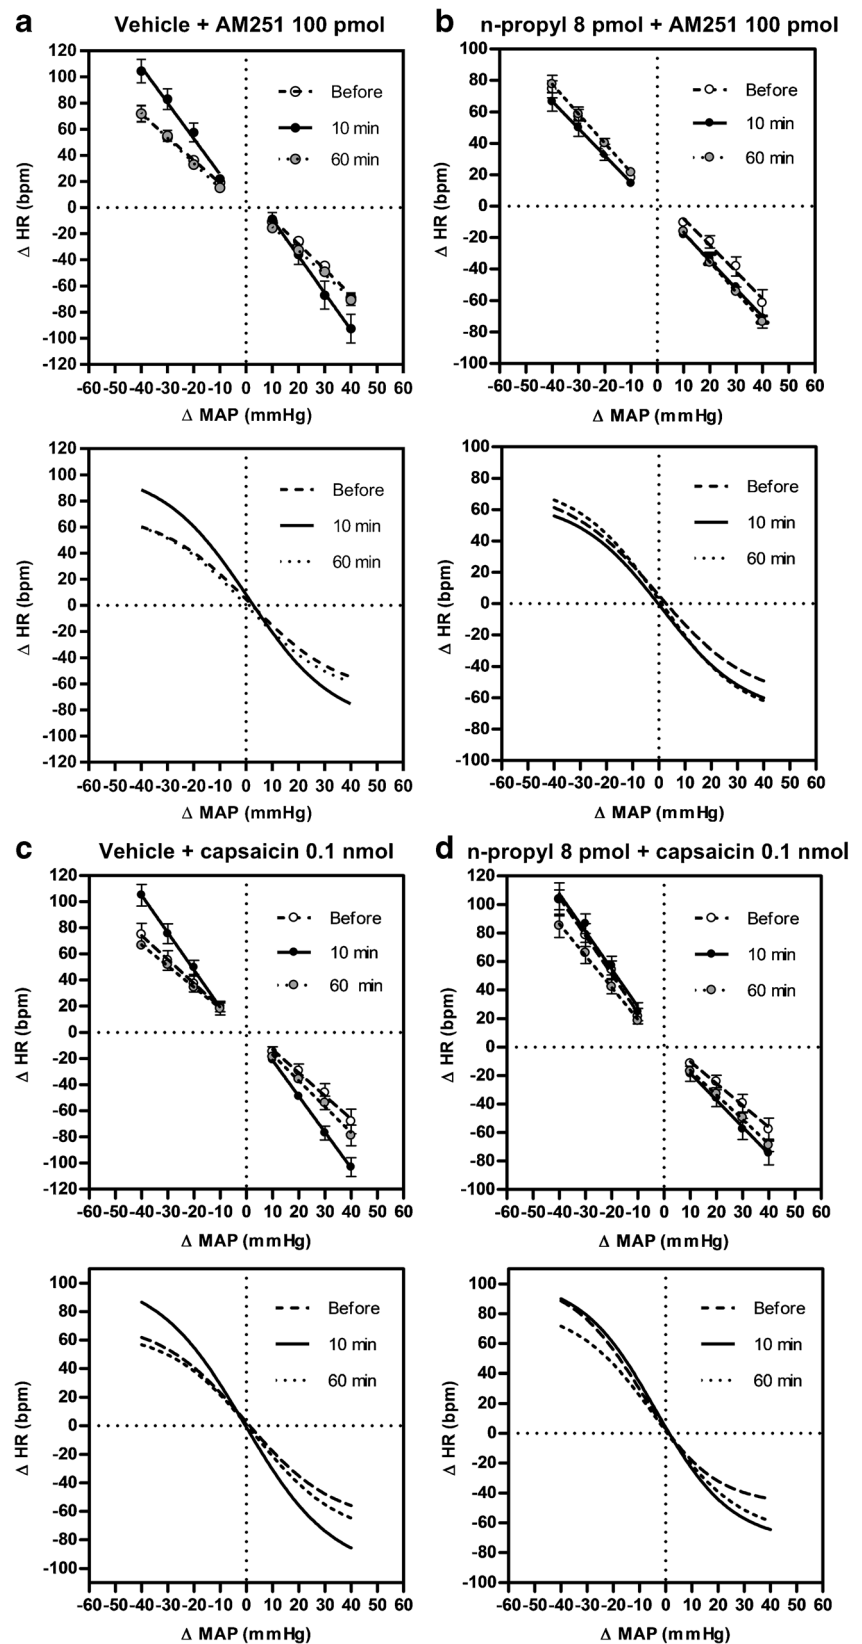 a Vehicle + AM251 100 pmol
120
100
80
60
40
20
0
-20
-40
-60
-80
-100
-120
Δ HR (bpm)
Before
10 min
60 min
-60 -50 -40 -30 -20 -10 0 10 20 30 40 50 60
Δ MAP (mmHg)
b n-propyl 8 pmol + AM251 100 pmol
100
80
60
40
20
0
-20
-40
-60
-80
-100
Δ HR (bpm)
Before
10 min
60 min
-60 -50 -40 -30 -20 -10 0 10 20 30 40 50 60
Δ MAP (mmHg)
120
100
80
60
40
20
0
-20
-40
-60
-80
-100
-120
Δ HR (bpm)
Before
10 min
60 min
-60 -50 -40 -30 -20 -10 0 10 20 30 40 50 60
Δ MAP (mmHg)
100
80
60
40
20
0
-20
-40
-60
-80
-100
Δ HR (bpm)
Before
10 min
60 min
-60 -50 -40 -30 -20 -10 0 10 20 30 40 50 60
Δ MAP (mmHg)
c Vehicle + capsaicin 0.1 nmol
120
100
80
60
40
20
0
-20
-40
-60
-80
-100
-120
Δ HR (bpm)
Before
10 min
60 min
-60 -50 -40 -30 -20 -10 0 10 20 30 40 50 60
Δ MAP (mmHg)
d n-propyl 8 pmol + capsaicin 0.1 nmol
120
100
80
60
40
20
0
-20
-40
-60
-80
-100
Δ HR (bpm)
Before
10 min
60 min
-60 -50 -40 -30 -20 -10 0 10 20 30 40 50 60
Δ MAP (mmHg)
100
80
60
40
20
0
-20
-40
-60
-80
-100
Δ HR (bpm)
Before
10 min
60 min
-60 -50 -40 -30 -20 -10 0 10 20 30 40 50 60
Δ MAP (mmHg)
100
80
60
40
20
0
-20
-40
-60
-80
-100
Δ HR (bpm)
Before
10 min
60 min
-60 -50 -40 -30 -20 -10 0 10 20 30 40 50 60
Δ MAP (mmHg)